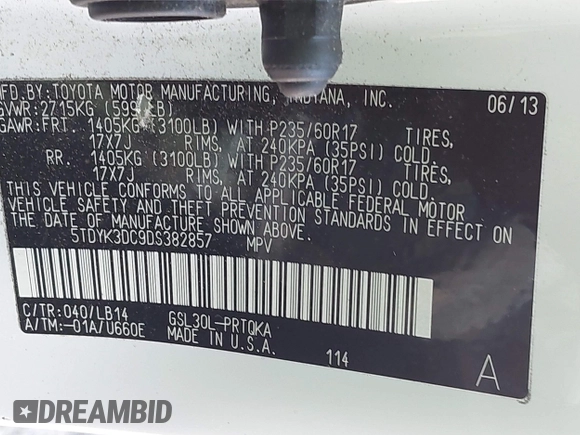 MFD.BY:TOYOTA MOTOR MANUFACTURING, INDIANA, INC. 06/13
GVWR:2715KG LB)
GAWR:FRT. 1405KG (3100LB) WITH P235/60R17 TIRES,
17X7J RIMS, AT 240KPA (35PSI) COLD.
RR. 1405KG (3100LB) WITH P235/60R17 TIRES,
17X7J RIMS, AT 240KPA (35PSI) COLD.
THIS VEHICLE CONFORMS TO ALL APPLICABLE FEDERAL MOTOR
VEHICLE SAFETY AND THEFT PREVENTION STANDARDS IN EFFECT ON
THE DATE OF MANUFACTURE SHOWN ABOVE.
5TDYK3DC9DS382857 MPV
C/TR:040/LB14 GSL30L-PRTQKA
A/TM:-01A/U660E MADE IN U.S.A.
114
A
DREAMBID